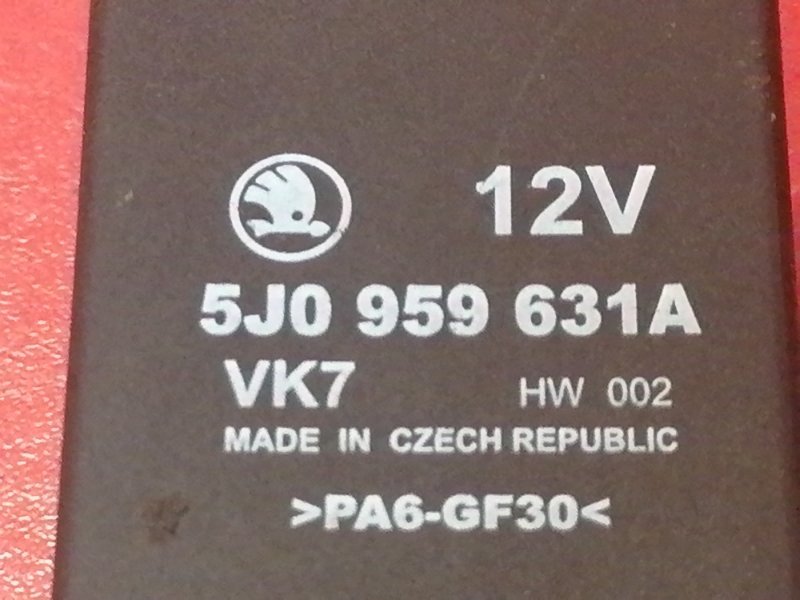 12V
5J0 959 631A
VK7 HW 002
MADE IN CZECH REPUBLIC
>PA6-GF30<